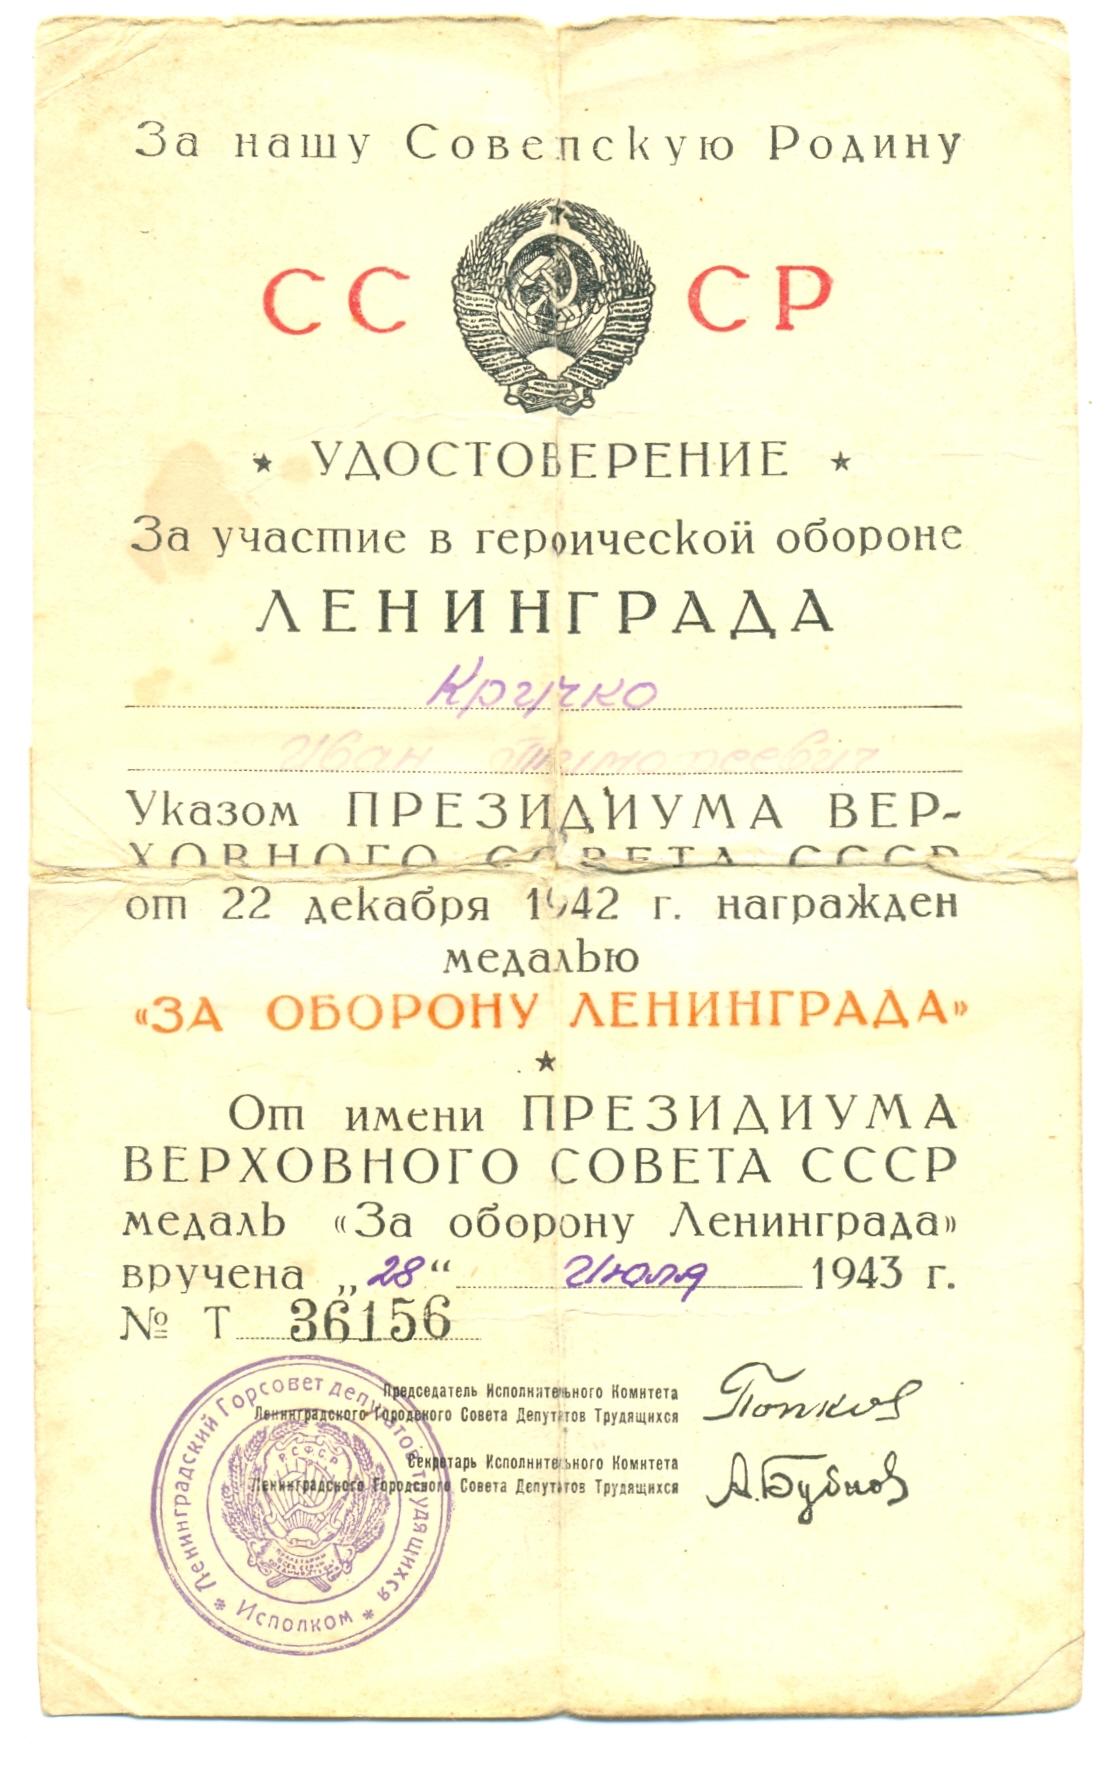 За нашу Советскую Родину
СС СР
УДОСТОВЕРЕНИЕ
За участие в героической обороне
ЛЕНИНГРАДА
Кручко
Иван Тимофеевич
Указом ПРЕЗИДИУМА ВЕР-
ХОВНОГО СОВЕТА СССР
от 22 декабря 1942 г. награжден
медалью
«ЗА ОБОРОНУ ЛЕНИНГРАДА»
От имени ПРЕЗИДИУМА
ВЕРХОВНОГО СОВЕТА СССР
медаль «За оборону Ленинграда»
вручена „28“ Июля 1943 г.
№ Т 36156
Председатель Исполнительного Комитета
Ленинградского Городского Совета Депутатов Трудящихся
Попков
Секретарь Исполнительного Комитета
Ленинградского Городского Совета Депутатов Трудящихся
А. Бубнов
Ленинградский Горсовет депутатов трудящихся
* Исполком *
РСФСР